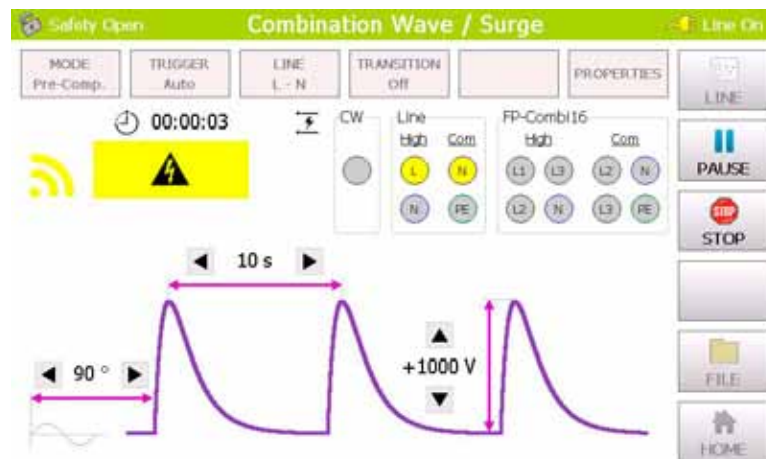 Safety Open
Combination Wave / Surge
Line On
MODE
Pre-Comp.
TRIGGER
Auto
LINE
L - N
TRANSITION
Off
PROPERTIES
LINE
00:00:03
CW
Line
High
Com
L
N
N
PE
FP-Combi16
High
Com
L1
L3
L2
N
L2
N
L3
PE
PAUSE
STOP
STOP
10 s
+1000 V
90 °
FILE
HOME